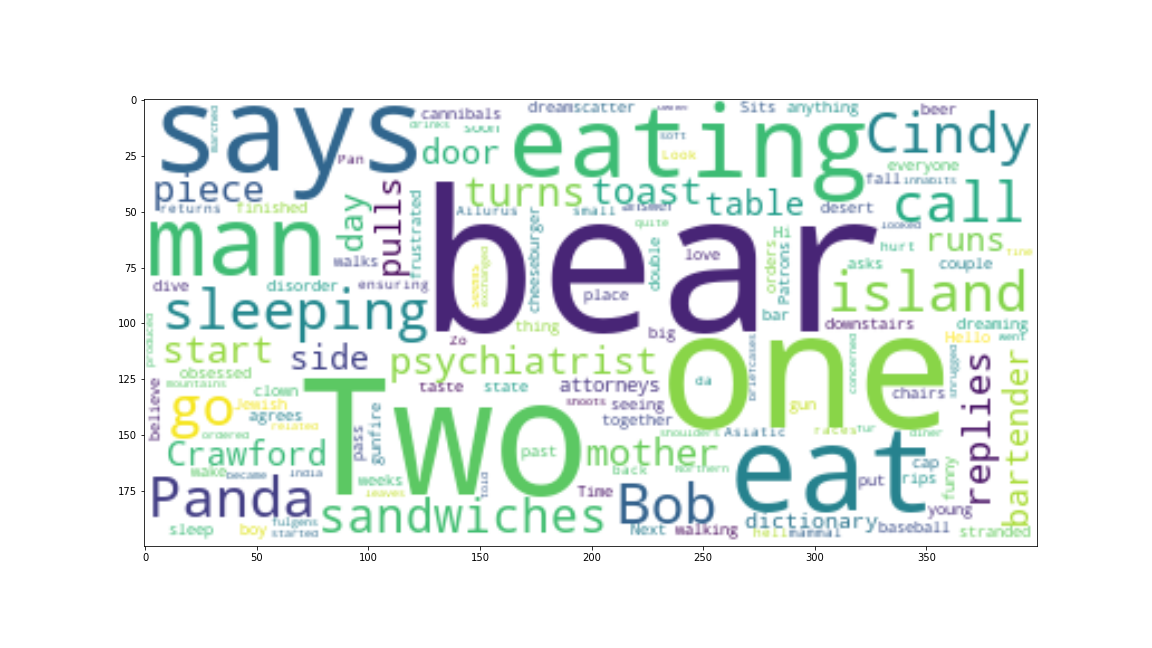 0
25
50
75
100
125
150
175
0
50
100
150
200
250
300
350
says
marched
Pan
cannibals
drinks
soon
dreamscatter
eating
soft
Look
Sits
anything
beer
Cindy
door
piece
returns
finished
day
pulls
frustrated
turns
toast
table
answer
small
Ailurus
quite
everyone
fall
inhabits
desert
looked
call
man
walks
disorder
ensuring
dive
bear
cheeseburger
exchanged
double
place
love
Hi
orders
Patrons
bar
hurt
asks
runs
couple
island
sleeping
produced
start
side
obsessed
mountains
thing
Zo
big
psychiatrist
downstairs
dreaming
Hello
went
believe
go
Jewish
clown
agrees
related
ordered
Two
pass
gunfire
taste
state
attorneys
shoots
seeing
together
shoulders
one
da
briefcases
gun
concerned
chairs
shrugged
replies
bartender
Crawford
wake
became
india
weeks
leaves
told
past
mother
back
Northern
Asiatic
races
tur
diner
eat
put
cap
rips
funny
Panda
sleep
boy
fulgens
started
sandwiches
Time
Bob
Next
walking
dictionary
hell
mammal
baseball
young
stranded